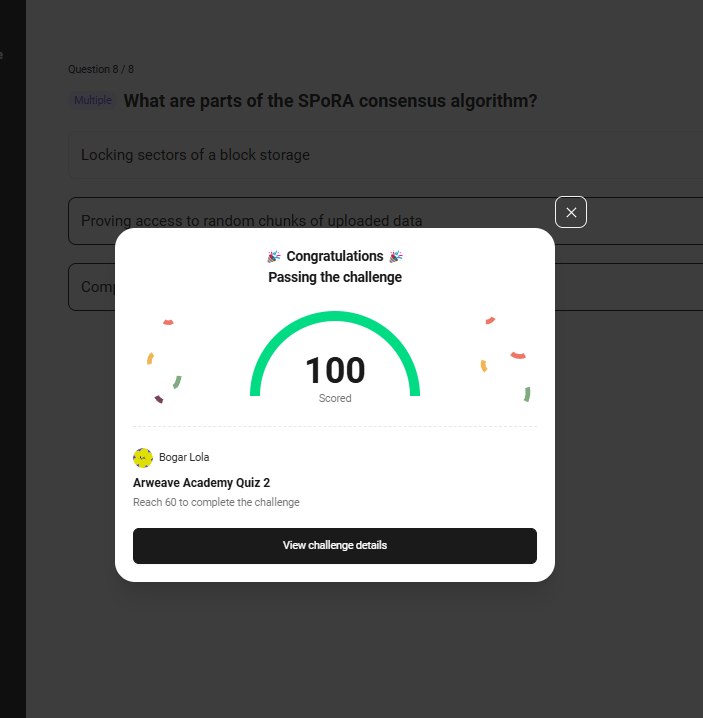 Question 8 / 8
Multiple What are parts of the SPoRA consensus algorithm?
Locking sectors of a block storage
Proving access to random chunks of uploaded data
Congratulations
Passing the challenge
100
Scored
Bogar Lola
Arweave Academy Quiz 2
Reach 60 to complete the challenge
View challenge details